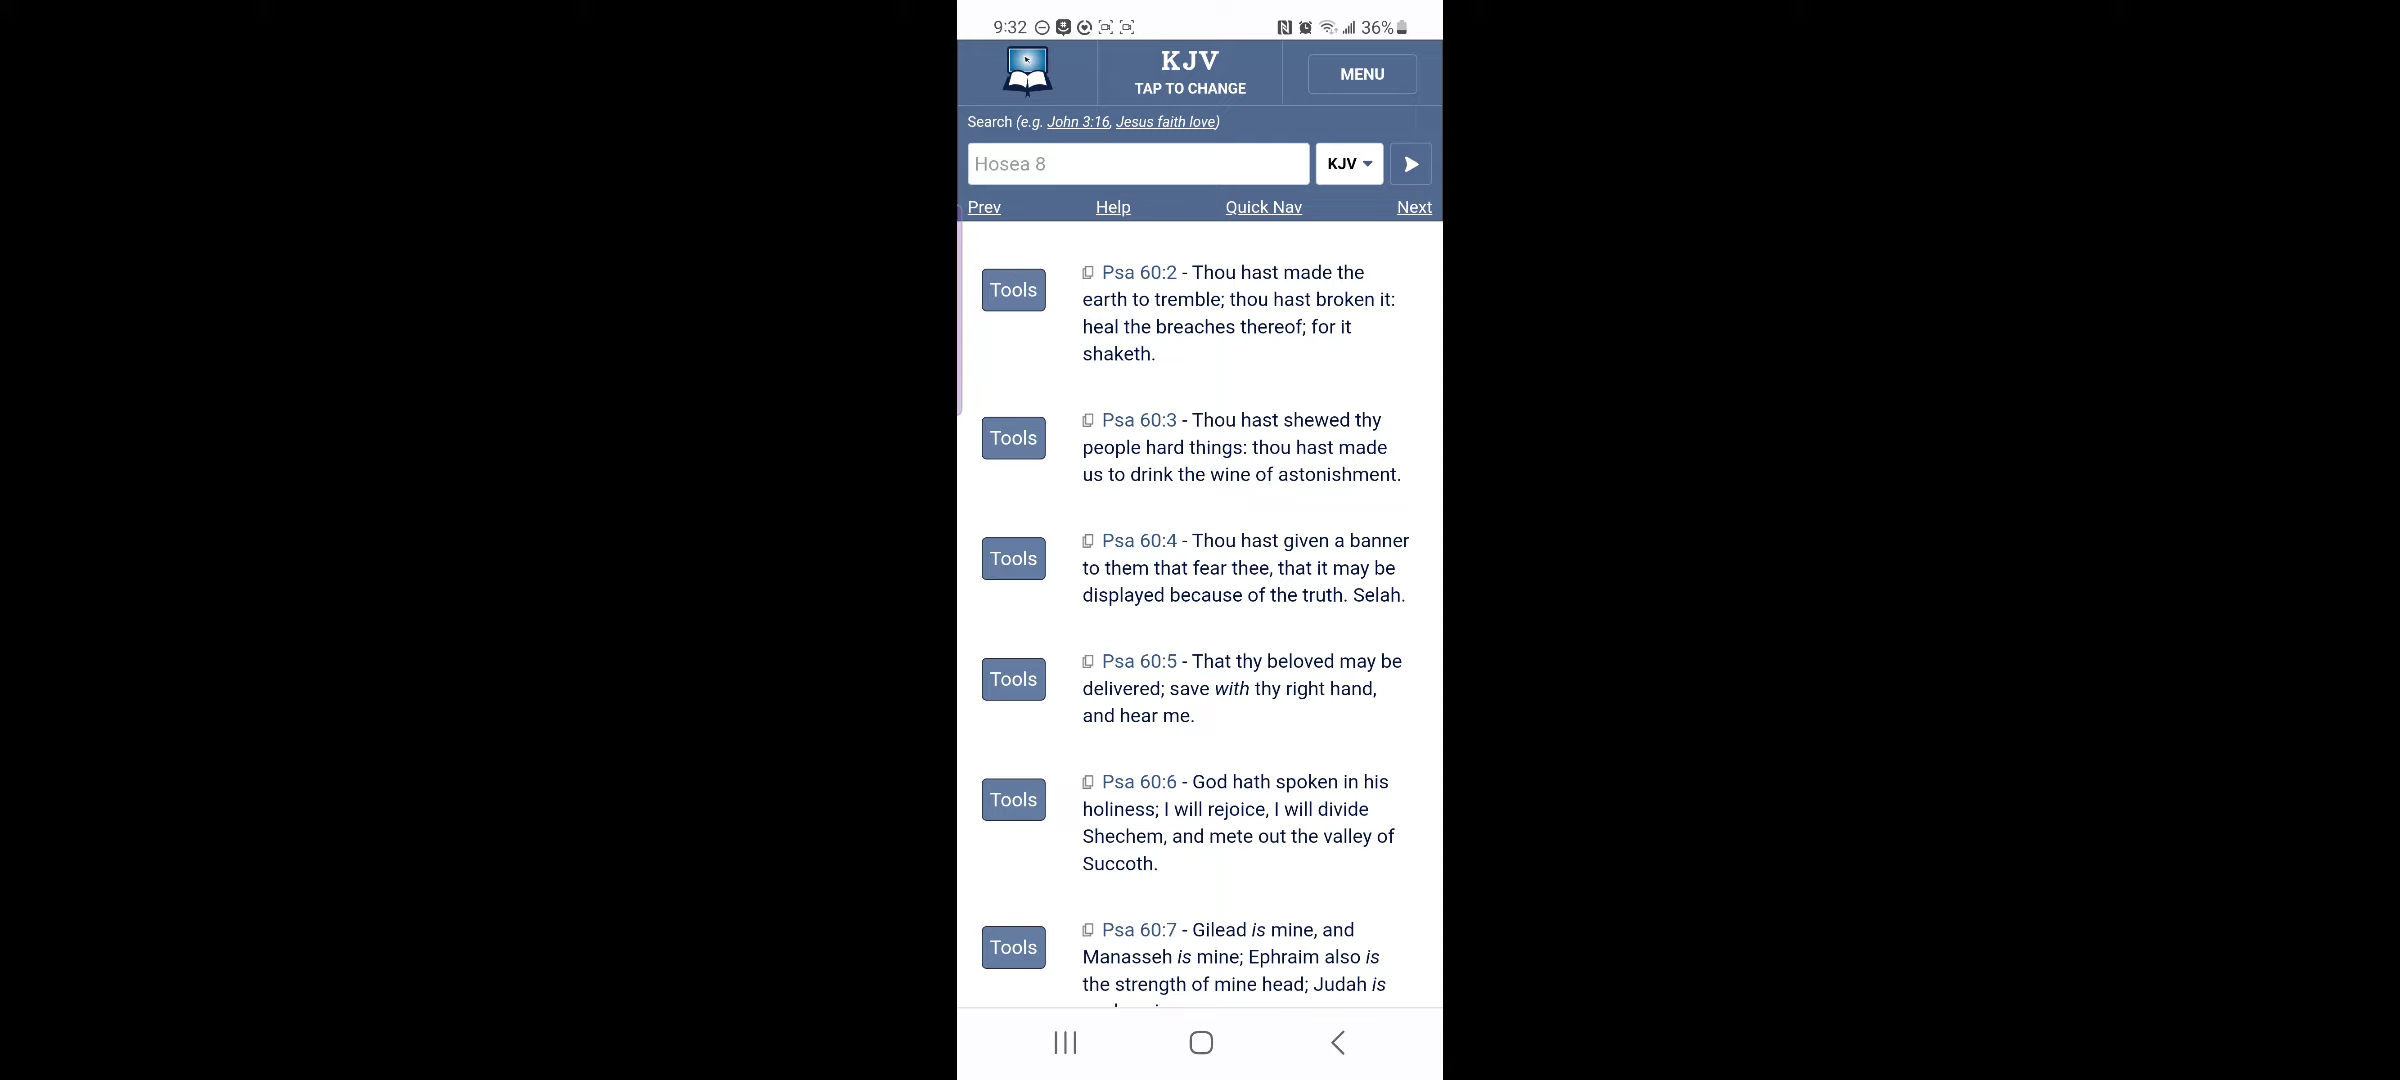 9:32
36%
KJV
TAP TO CHANGE
MENU
Search (e.g. John 3:16, Jesus faith love)
Hosea 8
KJV
Prev Help Quick Nav Next
Tools
Psa 60:2 - Thou hast made the
earth to tremble; thou hast broken it:
heal the breaches thereof; for it
shaketh.
Tools
Psa 60:3 - Thou hast shewed thy
people hard things: thou hast made
us to drink the wine of astonishment.
Tools
Psa 60:4 - Thou hast given a banner
to them that fear thee, that it may be
displayed because of the truth. Selah.
Tools
Psa 60:5 - That thy beloved may be
delivered; save with thy right hand,
and hear me.
Tools
Psa 60:6 - God hath spoken in his
holiness; I will rejoice, I will divide
Shechem, and mete out the valley of
Succoth.
Tools
Psa 60:7 - Gilead is mine, and
Manasseh is mine; Ephraim also is
the strength of mine head; Judah is